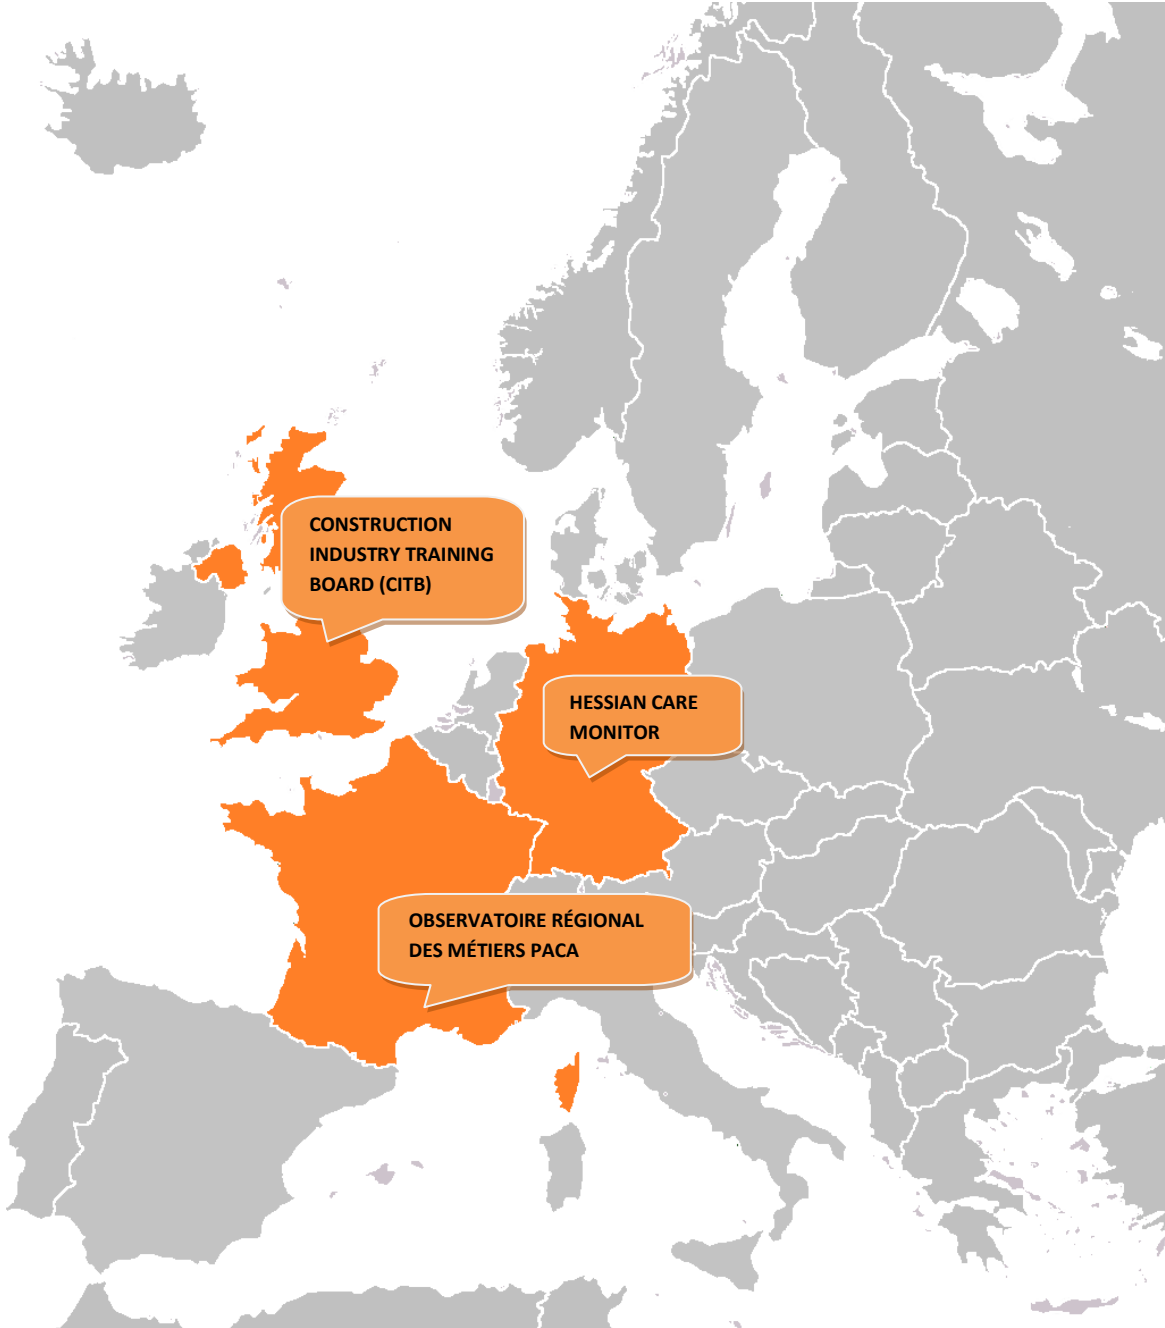 CONSTRUCTION
INDUSTRY TRAINING
BOARD (CITB)
HESSIAN CARE
MONITOR
OBSERVATOIRE RÉGIONAL
DES MÉTIERS PACA